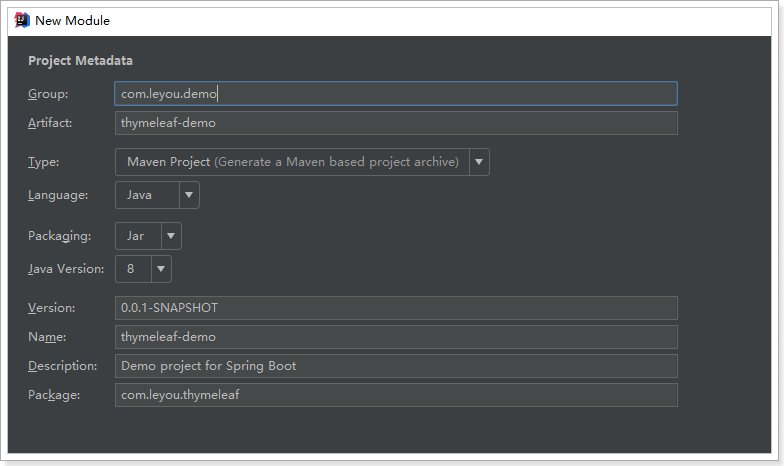 New Module
Project Metadata
Group: com.leyou.demo
Artifact: thymeleaf-demo
Type: Maven Project (Generate a Maven based project archive)
Language: Java
Packaging: Jar
Java Version: 8
Version: 0.0.1-SNAPSHOT
Name: thymeleaf-demo
Description: Demo project for Spring Boot
Package: com.leyou.thymeleaf